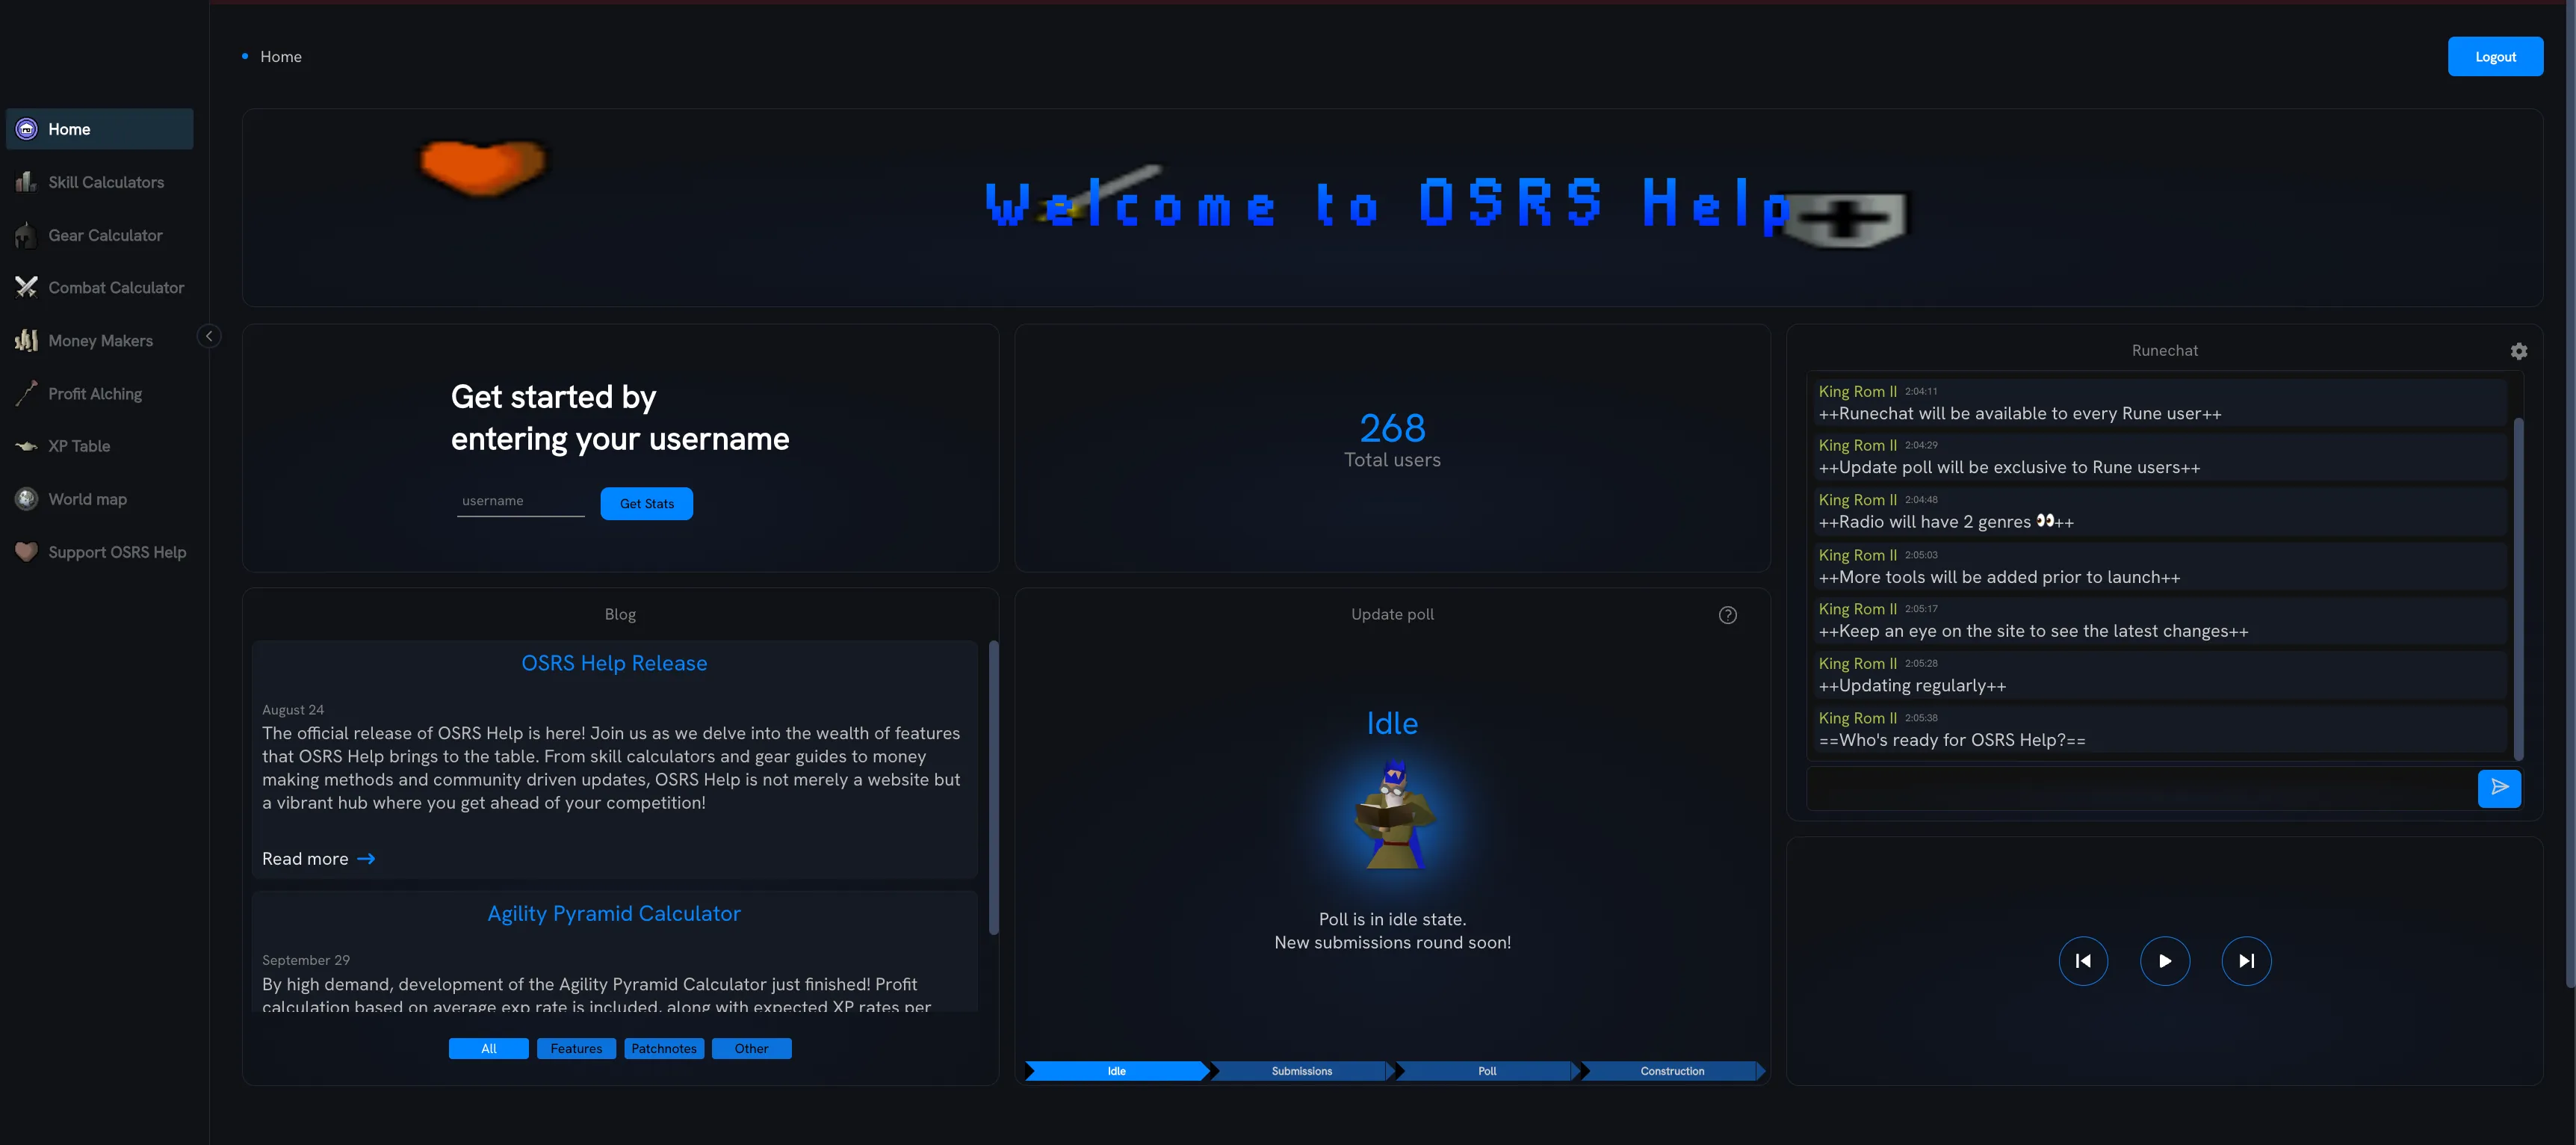 Home
Logout
Home
Skill Calculators
Gear Calculator
Combat Calculator
Money Makers
Profit Alching
XP Table
World map
Support OSRS Help
Welcome to OSRS Help
Get started by
entering your username
username
Get Stats
268
Total users
Runechat
King Rom II 2:04:11
++Runechat will be available to every Rune user++
King Rom II 2:04:29
++Update poll will be exclusive to Rune users++
King Rom II 2:04:48
++Radio will have 2 genres 👀++
King Rom II 2:05:03
++More tools will be added prior to launch++
King Rom II 2:05:17
++Keep an eye on the site to see the latest changes++
King Rom II 2:05:28
++Updating regularly++
King Rom II 2:05:38
==Who's ready for OSRS Help?==
Blog
OSRS Help Release
August 24
The official release of OSRS Help is here! Join us as we delve into the wealth of features
that OSRS Help brings to the table. From skill calculators and gear guides to money
making methods and community driven updates, OSRS Help is not merely a website but
a vibrant hub where you get ahead of your competition!
Read more →
Agility Pyramid Calculator
September 29
By high demand, development of the Agility Pyramid Calculator just finished! Profit
calculation based on average exp rate is included, along with expected XP rates per
All
Features
Patchnotes
Other
Update poll
?
Idle
Poll is in idle state.
New submissions round soon!
Idle
Submissions
Poll
Construction